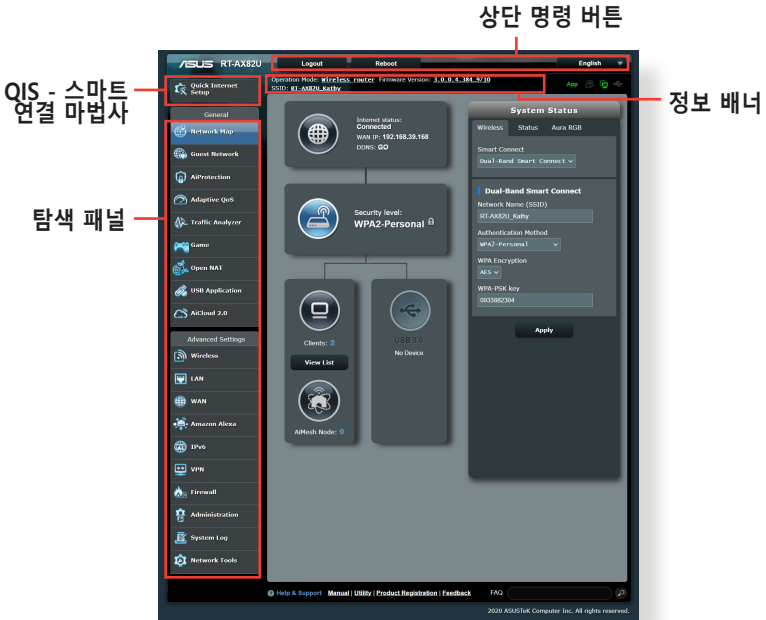 상단 명령 버튼
QIS - 스마트
연결 마법사
정보 배너
탐색 패널
ASUS RT-AX82U
Logout
Reboot
English
Quick Internet
Setup
Operation Mode: Wireless router Firmware Version: 3.0.0.4.384_9710
SSID: RT-AX82U_Kathy
App
General
Network Map
Guest Network
AiProtection
Adaptive QoS
Traffic Analyzer
Game
Open NAT
USB Application
AiCloud 2.0
Advanced Settings
Wireless
LAN
WAN
Amazon Alexa
IPv6
VPN
Firewall
Administration
System Log
Network Tools
Internet status:
Connected
WAN IP: 192.168.39.168
DDNS: GO
Security level:
WPA2-Personal
Clients: 2
View List
AiMesh Node: 0
USB 3.0
No Device
System Status
Wireless Status Aura RGB
Smart Connect
Dual-Band Smart Connect
Dual-Band Smart Connect
Network Name (SSID)
RT-AX82U_Kathy
Authentication Method
WPA2-Personal
WPA Encryption
AES
WPA-PSK key
0933882304
Apply
Help & Support Manual | Utility | Product Registration | Feedback FAQ
2020 ASUSTeK Computer Inc. All rights reserved.